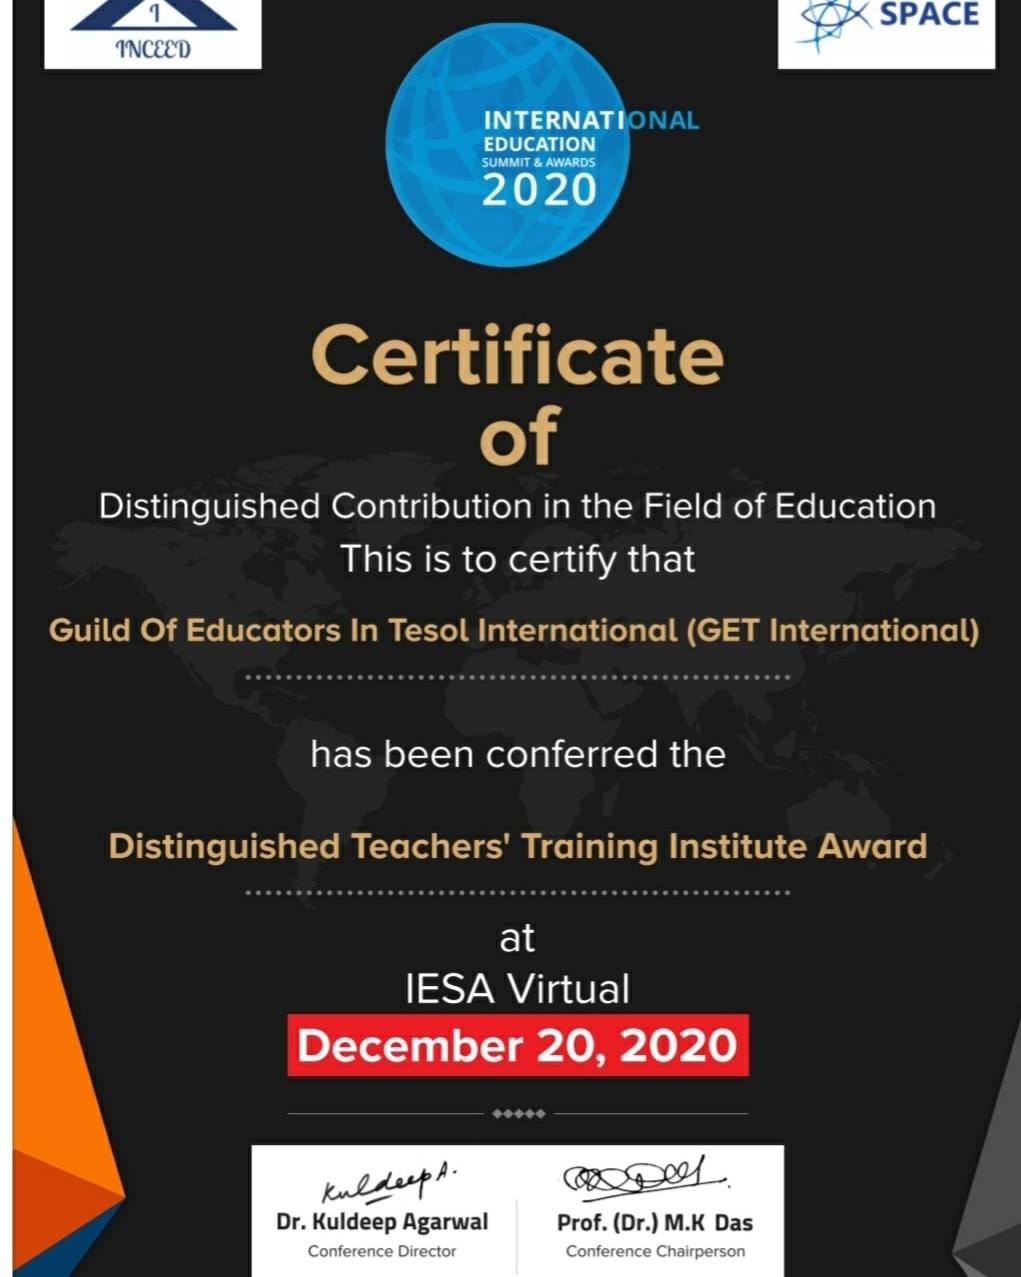 I
INCEED
SPACE
INTERNATIONAL
EDUCATION
SUMMIT & AWARDS
2020
Certificate
of
Distinguished Contribution in the Field of Education
This is to certify that
Guild Of Educators In Tesol International (GET International)
has been conferred the
Distinguished Teachers' Training Institute Award
at
IESA Virtual
December 20, 2020
Kuldeep A.
Dr. Kuldeep Agarwal
Conference Director
Prof. (Dr.) M.K Das
Conference Chairperson